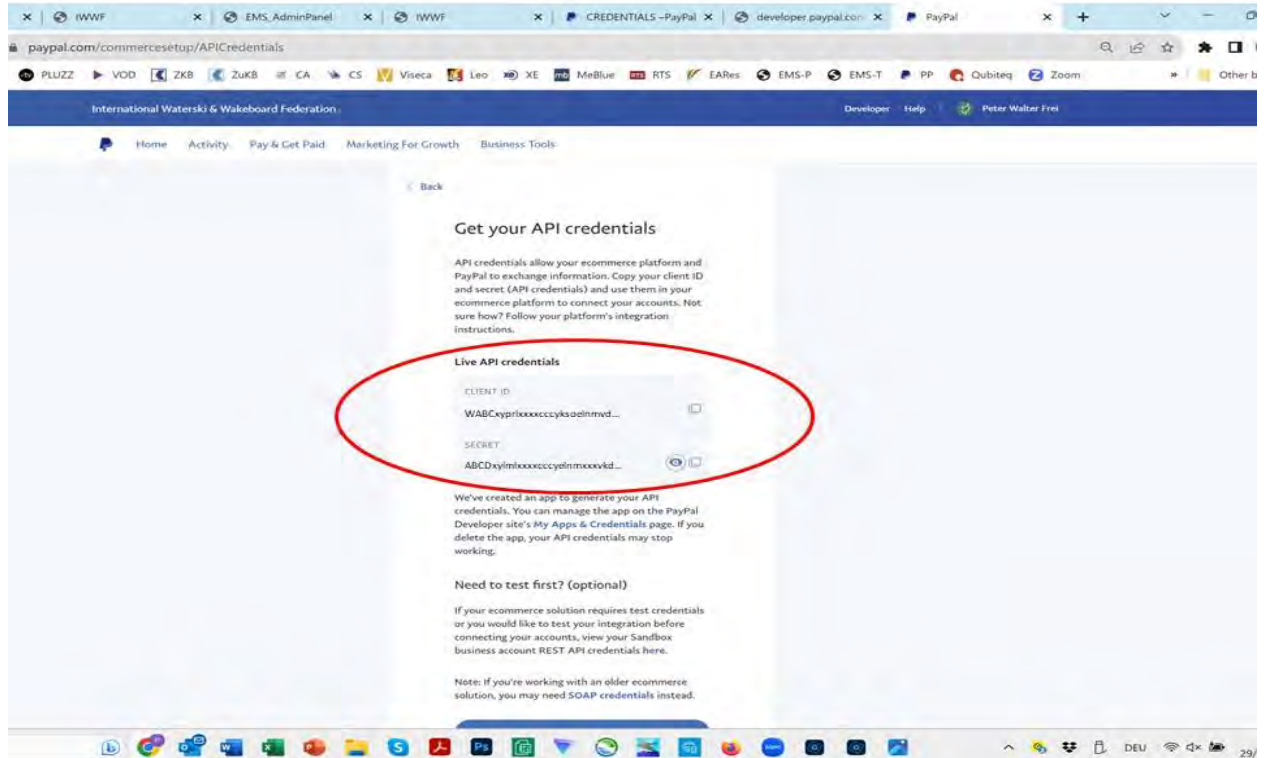 IWWF
EMS_AdminPanel
IWWF
CREDENTIALS –PayPal
developer.paypal.com
PayPal
paypal.com/commercesetup/APICredentials
PLUZZ VOD ZKB ZuKB CA CS Viseca Leo XE MeBlue RTS EARes EMS-P EMS-T PP Qubiteq Zoom » Other b
International Waterski & Wakeboard Federation Developer Help Peter Walter Frei
Home Activity Pay & Get Paid Marketing For Growth Business Tools
Back
Get your API credentials
API credentials allow your ecommerce platform and
PayPal to exchange information. Copy your client ID
and secret (API credentials) and use them in your
ecommerce platform to connect your accounts. Not
sure how? Follow your platform's integration
instructions.
Live API credentials
CLIENT ID
SECRET
We've created an app to generate your API
credentials. You can manage the app on the PayPal
Developer site's My Apps & Credentials page. If you
delete the app, your API credentials may stop
working.
Need to test first? (optional)
If your ecommerce solution requires test credentials
or you would like to test your integration before
connecting your accounts, view your Sandbox
business account REST API credentials here.
Note: If you're working with an older ecommerce
solution, you may need SOAP credentials instead.
DEU
29/